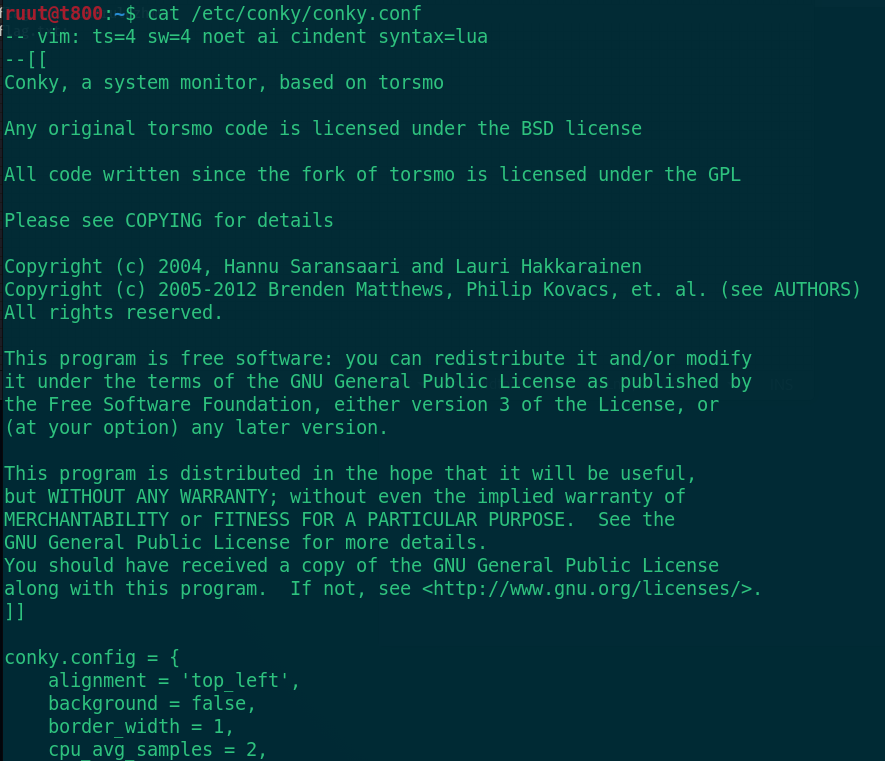 ruut@t800:~$ cat /etc/conky/conky.conf
-- vim: ts=4 sw=4 noet ai cindent syntax=lua
--[[
Conky, a system monitor, based on torsmo

Any original torsmo code is licensed under the BSD license

All code written since the fork of torsmo is licensed under the GPL

Please see COPYING for details

Copyright (c) 2004, Hannu Saransaari and Lauri Hakkarainen
Copyright (c) 2005-2012 Brenden Matthews, Philip Kovacs, et. al. (see AUTHORS)
All rights reserved.

This program is free software: you can redistribute it and/or modify
it under the terms of the GNU General Public License as published by
the Free Software Foundation, either version 3 of the License, or
(at your option) any later version.

This program is distributed in the hope that it will be useful,
but WITHOUT ANY WARRANTY; without even the implied warranty of
MERCHANTABILITY or FITNESS FOR A PARTICULAR PURPOSE.  See the
GNU General Public License for more details.
You should have received a copy of the GNU General Public License
along with this program.  If not, see <http://www.gnu.org/licenses/>.
]]

conky.config = {
    alignment = 'top_left',
    background = false,
    border_width = 1,
    cpu_avg_samples = 2,